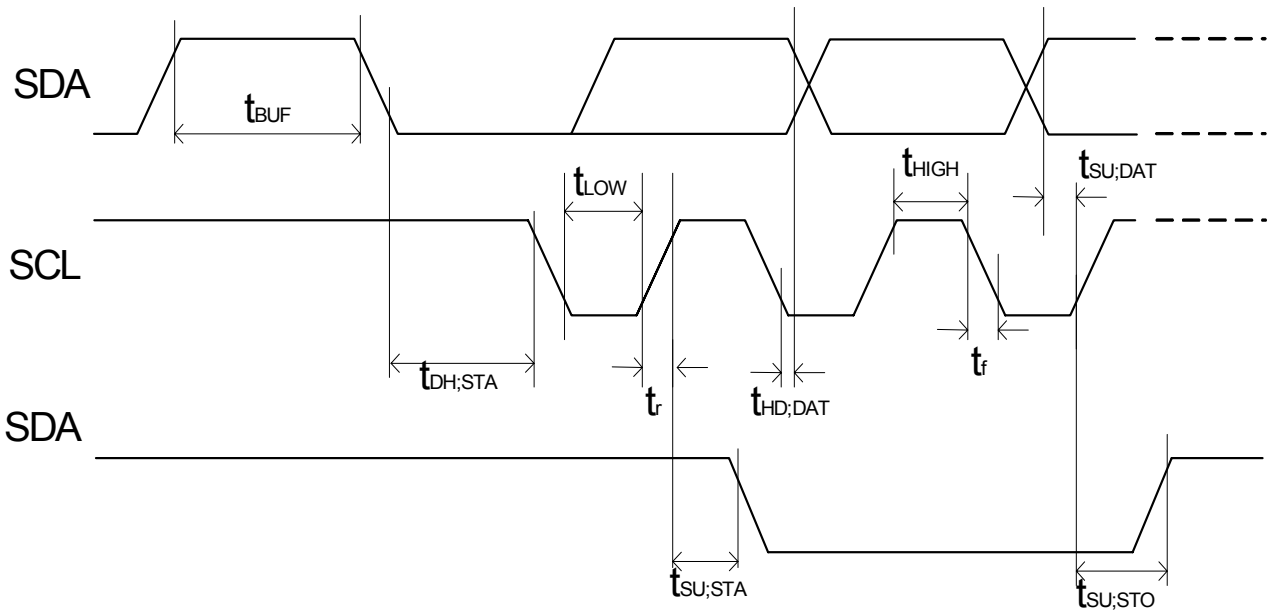 SDA
tBUF
tLOW
tHIGH
tSU;DAT
SCL
tDH;STA
tr
tHD;DAT
tf
SDA
tSU;STA
tSU;STO